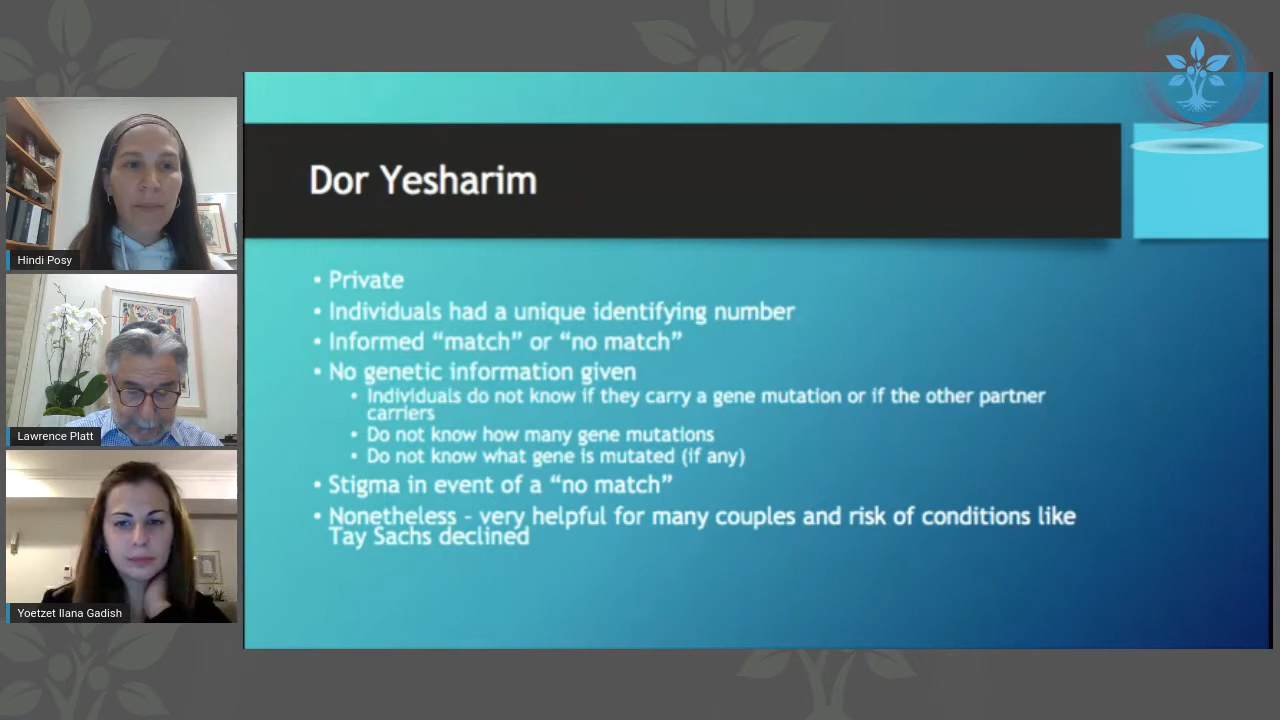 Dor Yesharim
• Private
• Individuals had a unique identifying number
• Informed “match” or “no match”
• No genetic information given
• Individuals do not know if they carry a gene mutation or if the other partner
carriers
• Do not know how many gene mutations
• Do not know what gene is mutated (if any)
• Stigma in event of a “no match”
• Nonetheless - very helpful for many couples and risk of conditions like
Tay Sachs declined
Hindi Posy
Lawrence Platt
Yoetzet Ilana Gadish